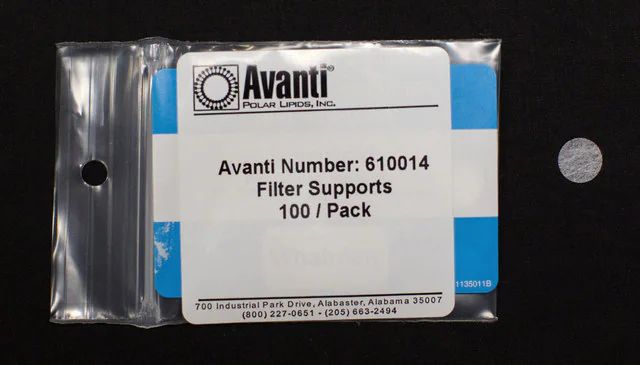 Avanti®
POLAR LIPIDS, INC.
Avanti Number: 610014
Filter Supports
100 / Pack
1135011B
700 Industrial Park Drive, Alabaster, Alabama 35007
(800) 227-0651 - (205) 663-2494